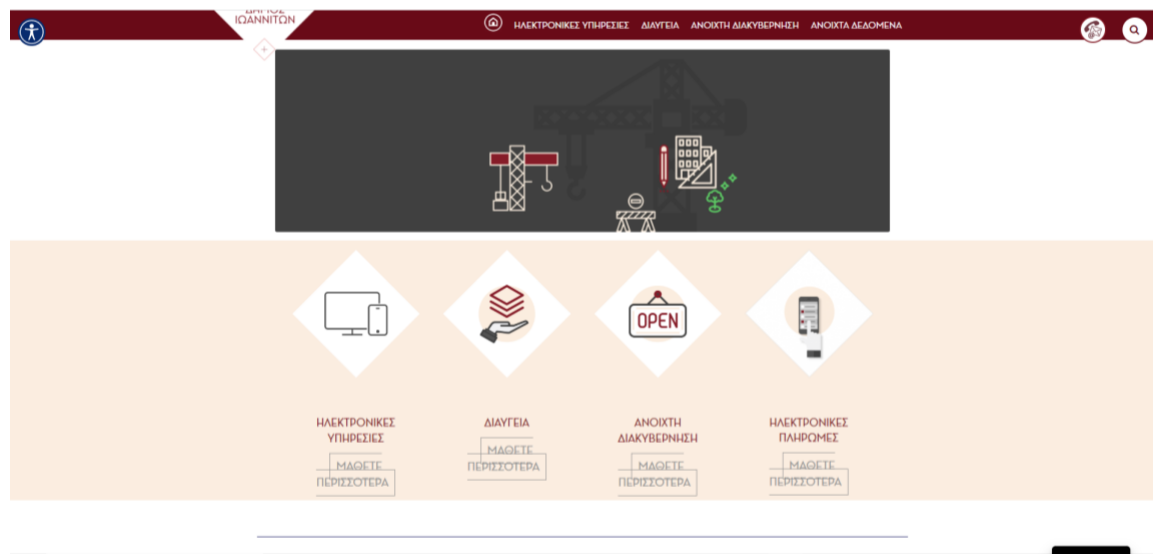 ΔΗΜΟΣ
ΙΩΑΝΝΙΤΩΝ
ΗΛΕΚΤΡΟΝΙΚΕΣ ΥΠΗΡΕΣΙΕΣ ΔΙΑΥΓΕΙΑ ΑΝΟΙΧΤΗ ΔΙΑΚΥΒΕΡΝΗΣΗ ΑΝΟΙΧΤΑ ΔΕΔΟΜΕΝΑ
OPEN
ΗΛΕΚΤΡΟΝΙΚΕΣ
ΥΠΗΡΕΣΙΕΣ
ΜΑΘΕΤΕ
ΠΕΡΙΣΣΟΤΕΡΑ
ΔΙΑΥΓΕΙΑ
ΜΑΘΕΤΕ
ΠΕΡΙΣΣΟΤΕΡΑ
ΑΝΟΙΧΤΗ
ΔΙΑΚΥΒΕΡΝΗΣΗ
ΜΑΘΕΤΕ
ΠΕΡΙΣΣΟΤΕΡΑ
ΗΛΕΚΤΡΟΝΙΚΕΣ
ΠΛΗΡΩΜΕΣ
ΜΑΘΕΤΕ
ΠΕΡΙΣΣΟΤΕΡΑ